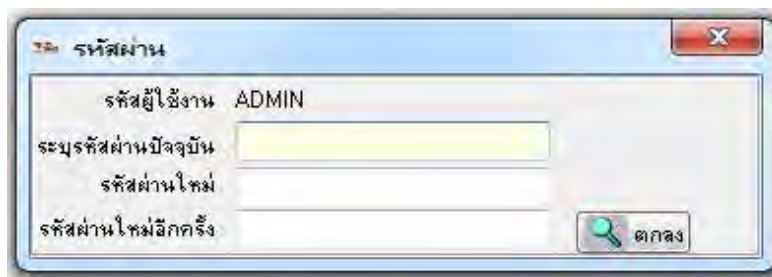 รหัสผ่าน
รหัสผู้ใช้งาน ADMIN
ระบุรหัสผ่านปัจจุบัน
รหัสผ่านใหม่
รหัสผ่านใหม่อีกครั้ง
ตกลง